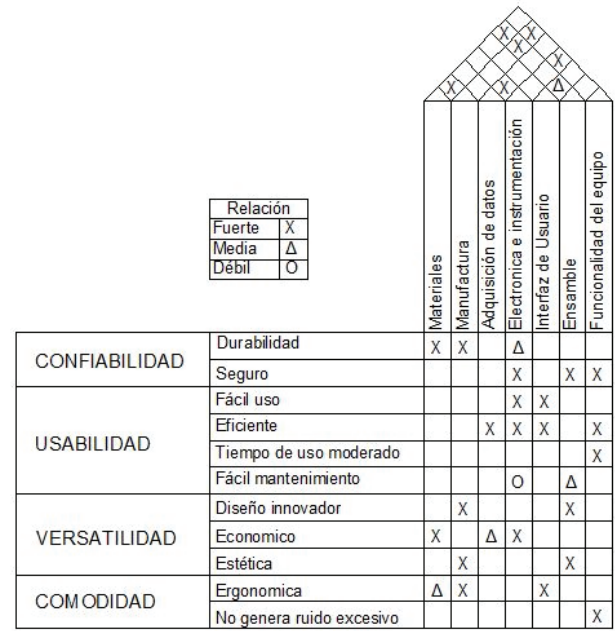 X X
X
X
X X Δ
Materiales
Manufactura
Adquisición de datos
Electronica e instrumentación
Interfaz de Usuario
Ensamble
Funcionalidad del equipo
Relación
Fuerte X
Media Δ
Débil O
CONFIABILIDAD
Durabilidad X X Δ
Seguro X X X
USABILIDAD
Fácil uso X X
Eficiente X X X X
Tiempo de uso moderado X
Fácil mantenimiento O Δ
VERSATILIDAD
Diseño innovador X X
Economico X Δ X
Estética X X
COMODIDAD
Ergonomica Δ X X
No genera ruido excesivo X